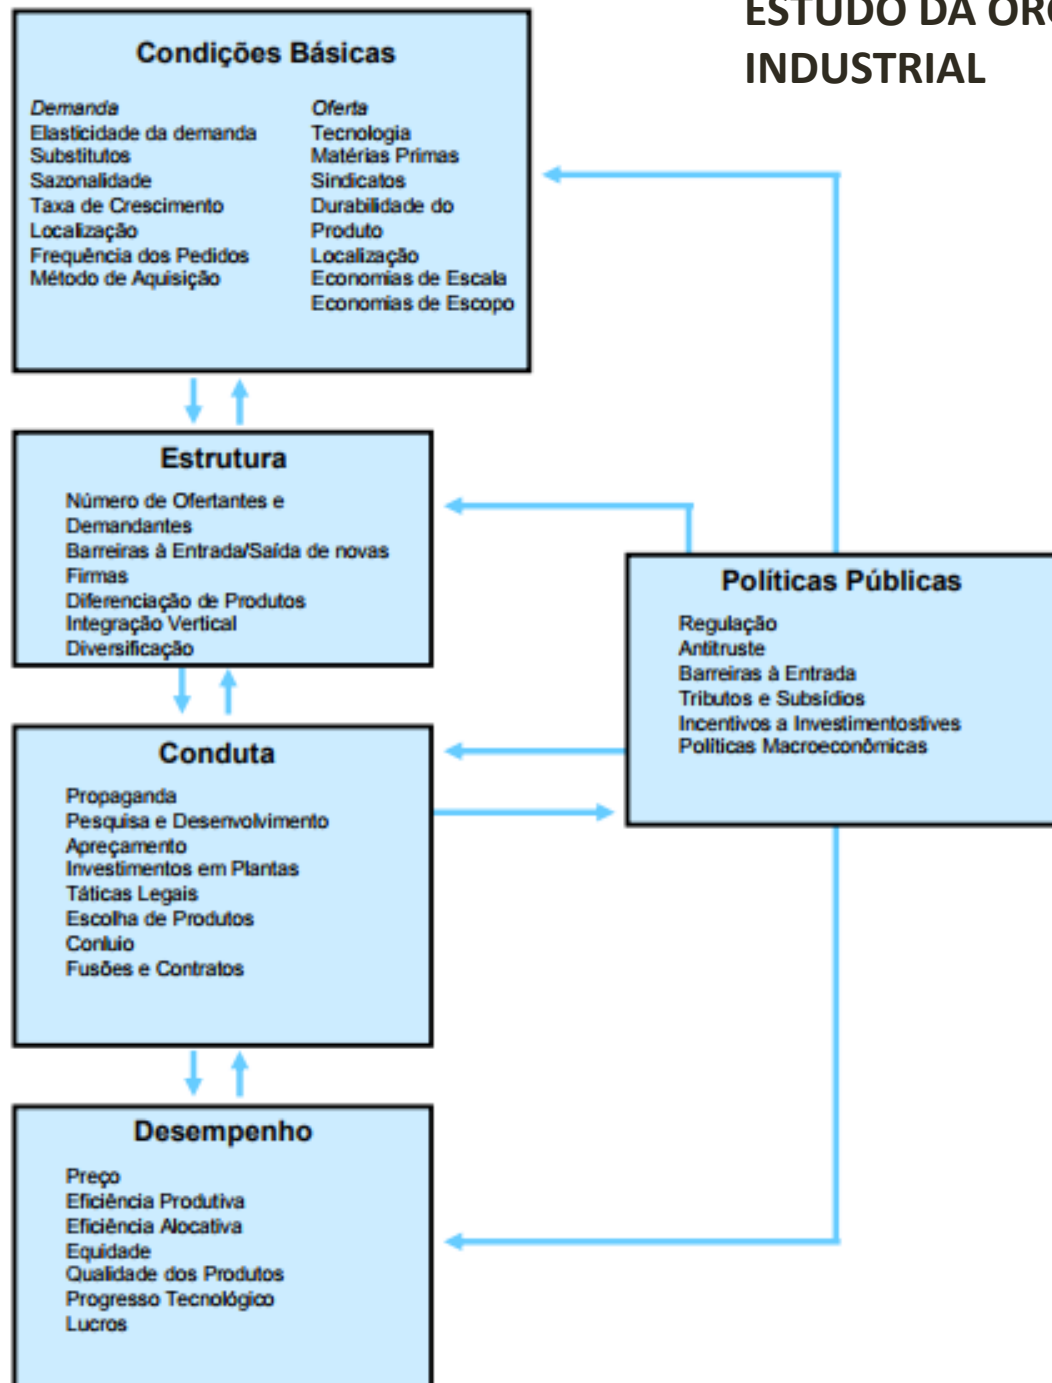 ESTUDO DA ORG
INDUSTRIAL
Condições Básicas
Demanda
Elasticidade da demanda
Substitutos
Sazonalidade
Taxa de Crescimento
Localização
Frequência dos Pedidos
Método de Aquisição
Oferta
Tecnologia
Matérias Primas
Sindicatos
Durabilidade do
Produto
Localização
Economias de Escala
Economias de Escopo
Estrutura
Número de Ofertantes e
Demandantes
Barreiras à Entrada/Saída de novas
Firmas
Diferenciação de Produtos
Integração Vertical
Diversificação
Políticas Públicas
Regulação
Antitruste
Barreiras à Entrada
Tributos e Subsídios
Incentivos a Investimentostives
Políticas Macroeconômicas
Conduta
Propaganda
Pesquisa e Desenvolvimento
Apreçamento
Investimentos em Plantas
Táticas Legais
Escolha de Produtos
Conluio
Fusões e Contratos
Desempenho
Preço
Eficiência Produtiva
Eficiência Alocativa
Equidade
Qualidade dos Produtos
Progresso Tecnológico
Lucros